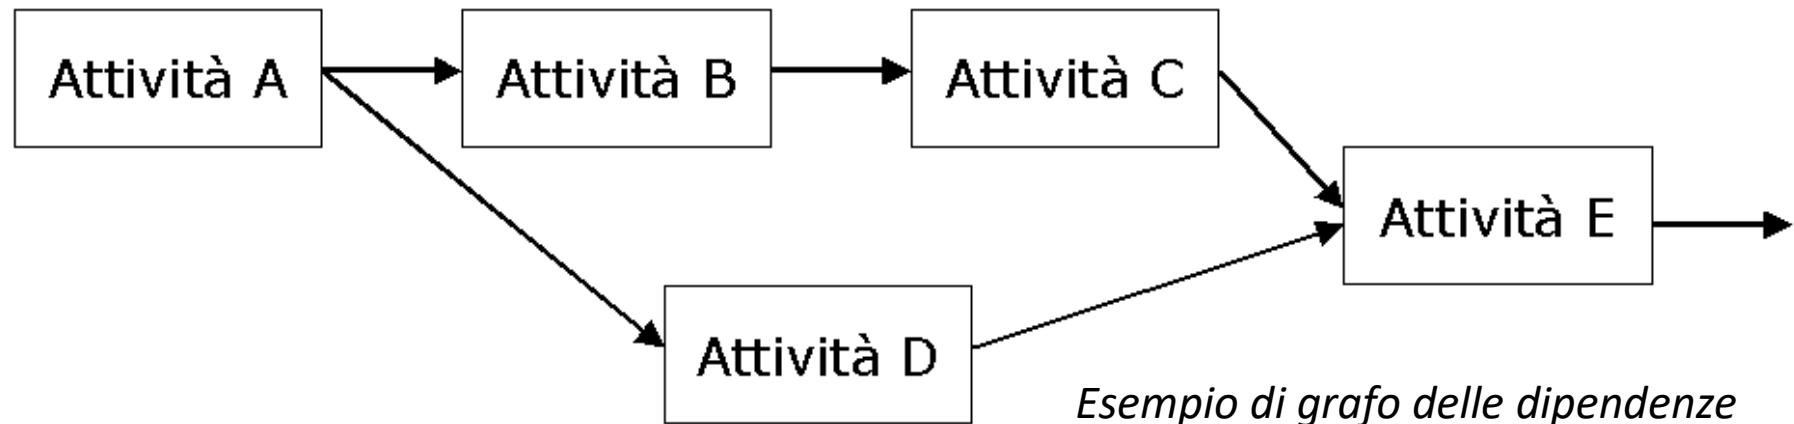 Attività A
Attività B
Attività C
Attività E
Attività D
Esempio di grafo delle dipendenze